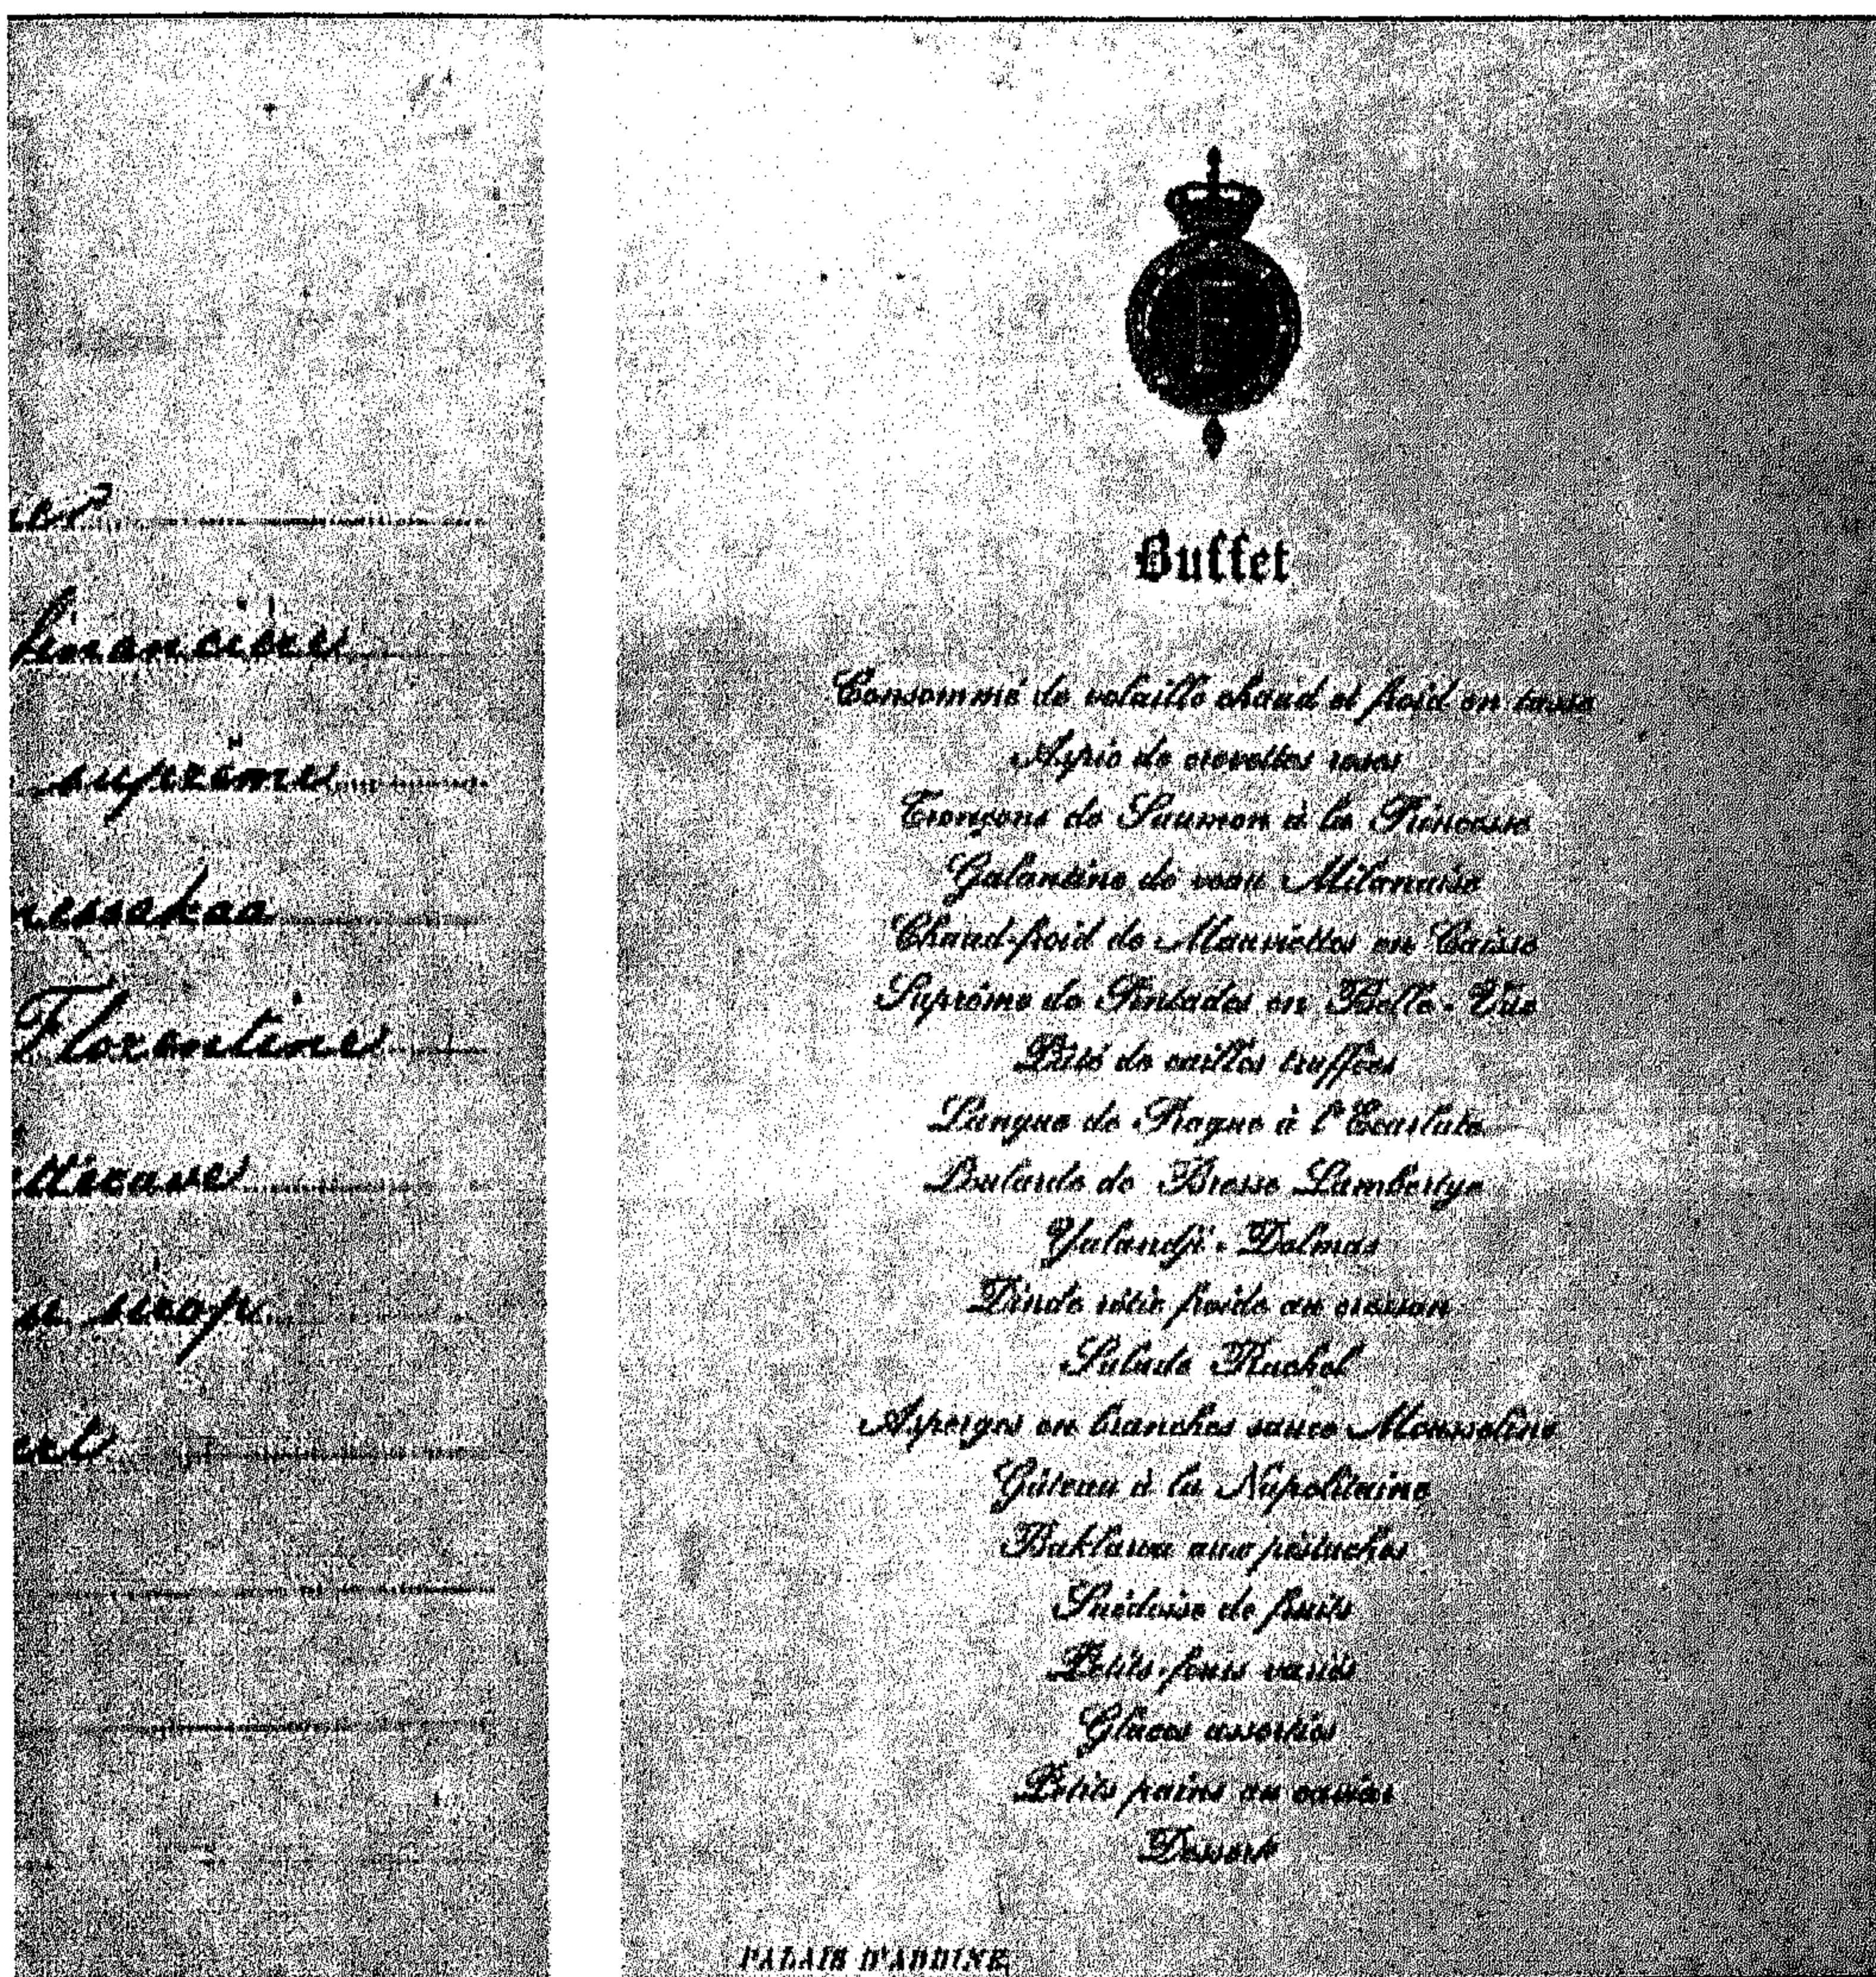 financière
suprême
Florentine
sirop
Buffet
Consommé de volaille chaud et froid en tasse
Aspic de crevettes roses
Tronçons de Saumon à la Princesse
Galantine de veau Milanaise
Chaud-froid de Mauviettes en Caisse
Suprême de Pintades en Belle-Vue
Pâté de cailles truffées
Langue de Prague à l'Ecarlate
Poularde de Bresse Lambertye
Yalandji-Dolmas
Dinde rôtie froide au cresson
Salade Rachel
Asperges en branches sauce Mousseline
Gâteau à la Napolitaine
Baklawa aux pistaches
Suédoise de fruits
Petits-fours variés
Glaces assorties
Petits pains au caviar
Dessert
PALAIS D'ABDINE